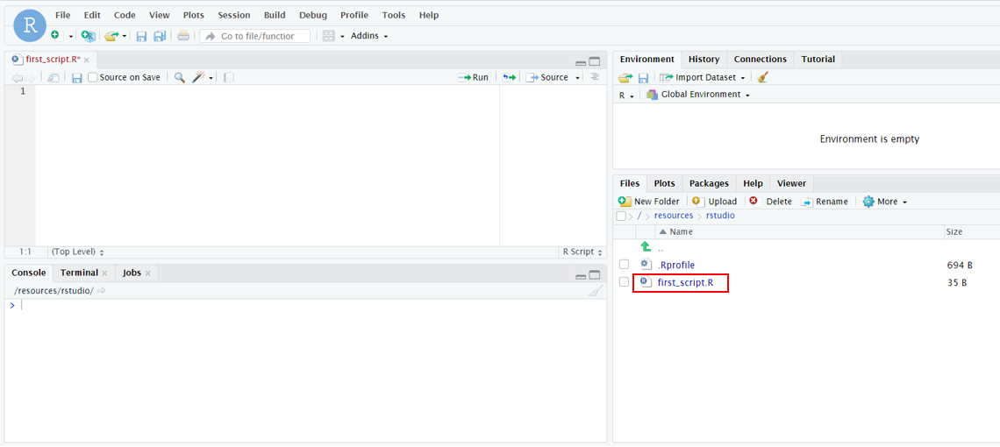 R File Edit Code View Plots Session Build Debug Profile Tools Help
Go to file/functior Addins
first_script.R*
Source on Save Run Source
1
1:1 (Top Level) R Script
Console Terminal Jobs
/resources/rstudio/
>
Environment History Connections Tutorial
Import Dataset
R Global Environment
Environment is empty
Files Plots Packages Help Viewer
New Folder Upload Delete Rename More
/ resources rstudio
Name Size
..
.Rprofile 694 B
first_script.R 35 B